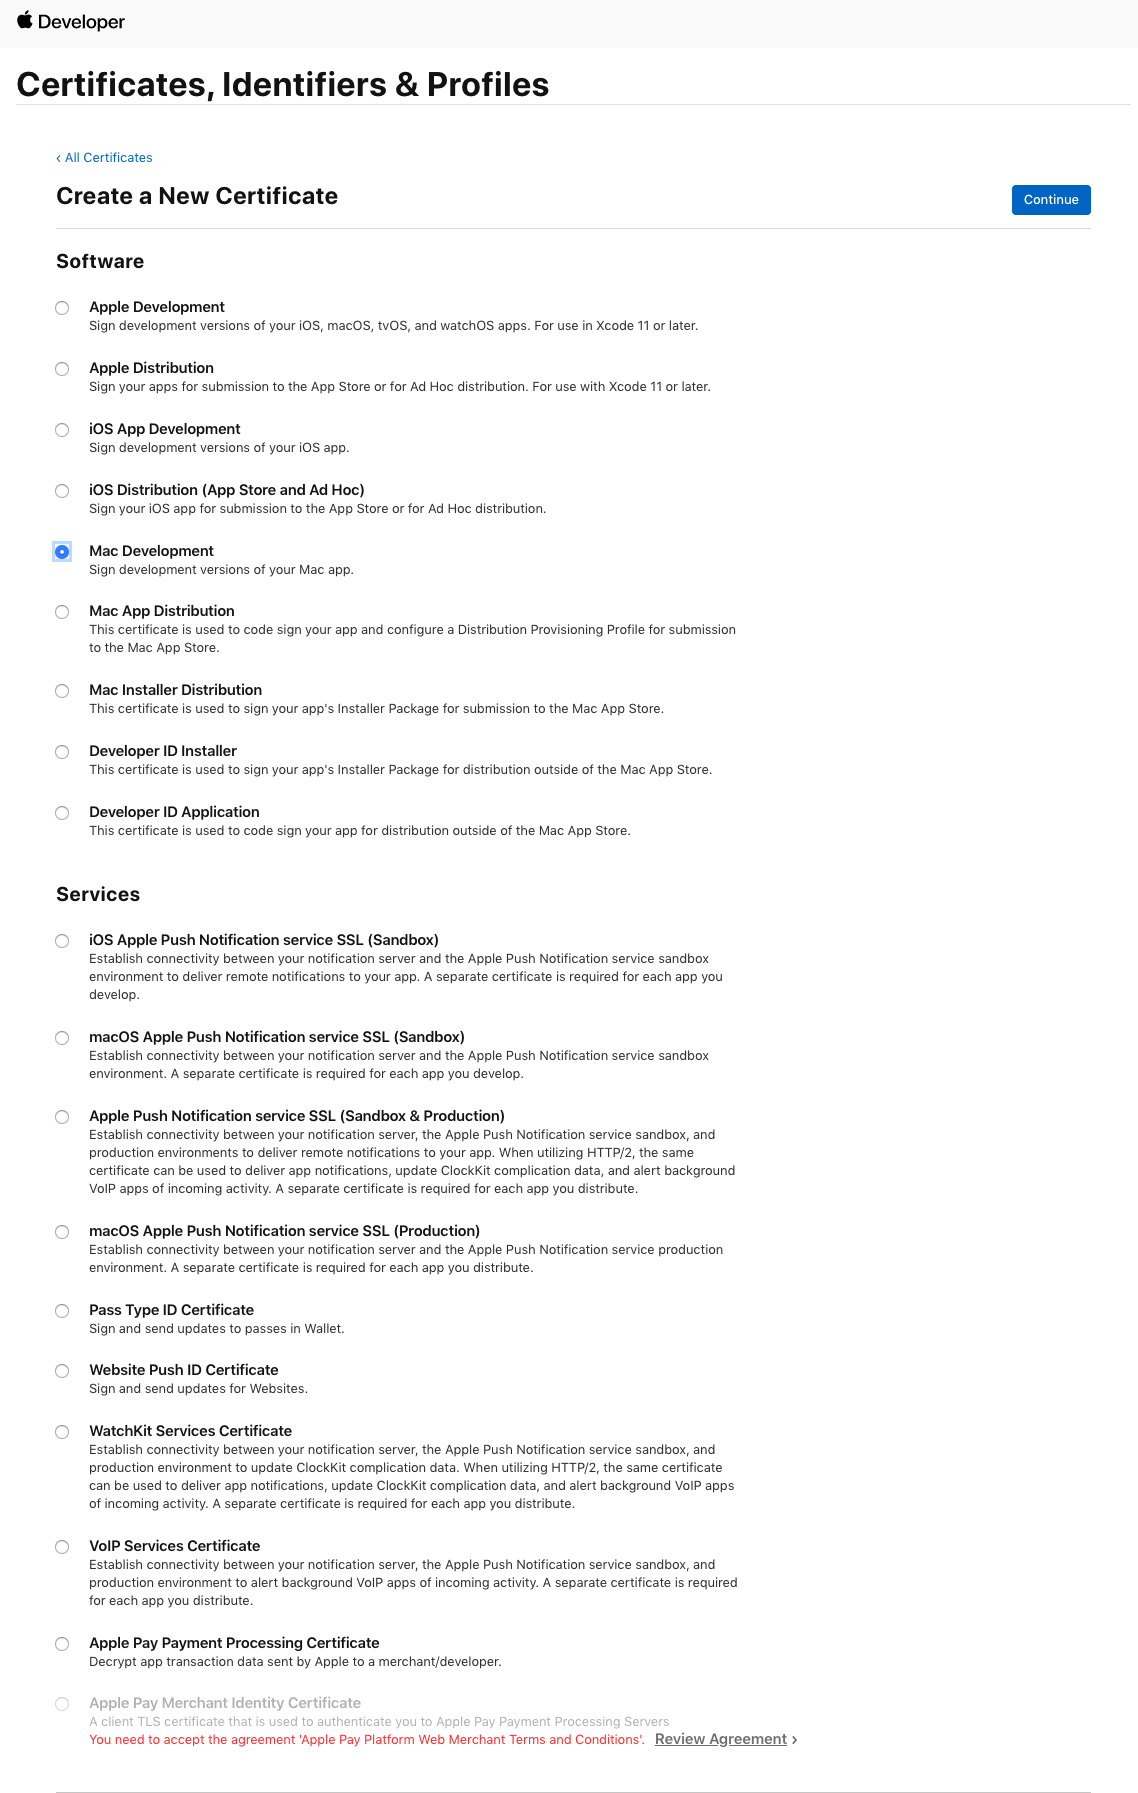 Developer
Certificates, Identifiers & Profiles
‹ All Certificates
Create a New Certificate
Continue
Software
Apple Development
Sign development versions of your iOS, macOS, tvOS, and watchOS apps. For use in Xcode 11 or later.
Apple Distribution
Sign your apps for submission to the App Store or for Ad Hoc distribution. For use with Xcode 11 or later.
iOS App Development
Sign development versions of your iOS app.
iOS Distribution (App Store and Ad Hoc)
Sign your iOS app for submission to the App Store or for Ad Hoc distribution.
Mac Development
Sign development versions of your Mac app.
Mac App Distribution
This certificate is used to code sign your app and configure a Distribution Provisioning Profile for submission
to the Mac App Store.
Mac Installer Distribution
This certificate is used to sign your app's Installer Package for submission to the Mac App Store.
Developer ID Installer
This certificate is used to sign your app's Installer Package for distribution outside of the Mac App Store.
Developer ID Application
This certificate is used to code sign your app for distribution outside of the Mac App Store.
Services
iOS Apple Push Notification service SSL (Sandbox)
Establish connectivity between your notification server and the Apple Push Notification service sandbox
environment to deliver remote notifications to your app. A separate certificate is required for each app you
develop.
macOS Apple Push Notification service SSL (Sandbox)
Establish connectivity between your notification server and the Apple Push Notification service sandbox
environment. A separate certificate is required for each app you develop.
Apple Push Notification service SSL (Sandbox & Production)
Establish connectivity between your notification server, the Apple Push Notification service sandbox, and
production environments to deliver remote notifications to your app. When utilizing HTTP/2, the same
certificate can be used to deliver app notifications, update ClockKit complication data, and alert background
VoIP apps of incoming activity. A separate certificate is required for each app you distribute.
macOS Apple Push Notification service SSL (Production)
Establish connectivity between your notification server and the Apple Push Notification service production
environment. A separate certificate is required for each app you distribute.
Pass Type ID Certificate
Sign and send updates to passes in Wallet.
Website Push ID Certificate
Sign and send updates for Websites.
WatchKit Services Certificate
Establish connectivity between your notification server, the Apple Push Notification service sandbox, and
production environment to update ClockKit complication data. When utilizing HTTP/2, the same certificate
can be used to deliver app notifications, update ClockKit complication data, and alert background VoIP apps
of incoming activity. A separate certificate is required for each app you distribute.
VoIP Services Certificate
Establish connectivity between your notification server, the Apple Push Notification service sandbox, and
production environment to alert background VoIP apps of incoming activity. A separate certificate is required
for each app you distribute.
Apple Pay Payment Processing Certificate
Decrypt app transaction data sent by Apple to a merchant/developer.
Apple Pay Merchant Identity Certificate
A client TLS certificate that is used to authenticate you to Apple Pay Payment Processing Servers
You need to accept the agreement 'Apple Pay Platform Web Merchant Terms and Conditions'. Review Agreement ›